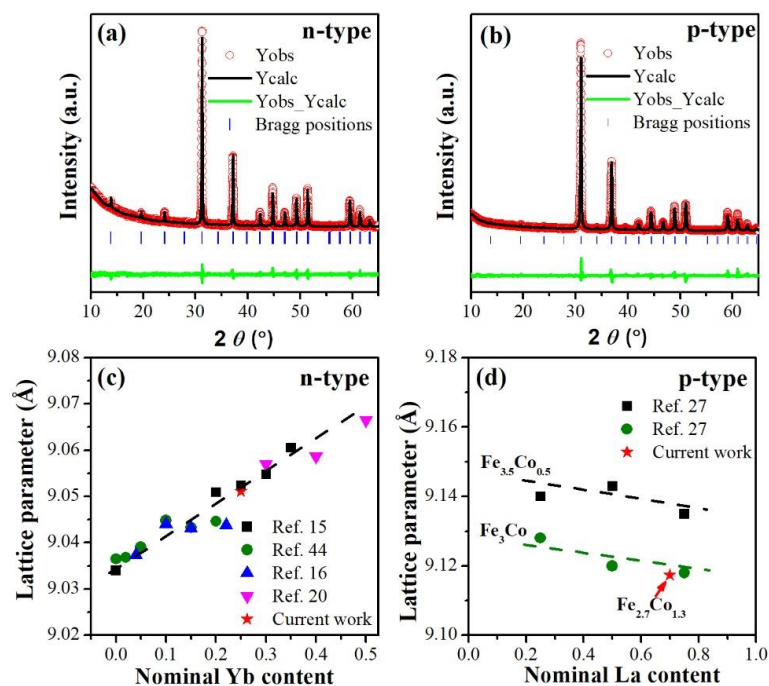 (a)
n-type
Yobs
Ycalc
Yobs_Ycalc
Bragg positions
Intensity (a.u.)
10 20 30 40 50 60
2 θ (°)
(b)
p-type
Yobs
Ycalc
Yobs_Ycalc
Bragg positions
Intensity (a.u.)
10 20 30 40 50 60
2 θ (°)
(c)
n-type
9.08
9.07
9.06
9.05
9.04
9.03
9.02
Lattice parameter (Å)
Ref. 15
Ref. 44
Ref. 16
Ref. 20
Current work
0.0 0.1 0.2 0.3 0.4 0.5
Nominal Yb content
(d)
p-type
9.18
9.16
9.14
9.12
9.10
Lattice parameter (Å)
Ref. 27
Ref. 27
Current work
Fe3.5Co0.5
Fe3Co
Fe2.7Co1.3
0.0 0.2 0.4 0.6 0.8 1.0
Nominal La content